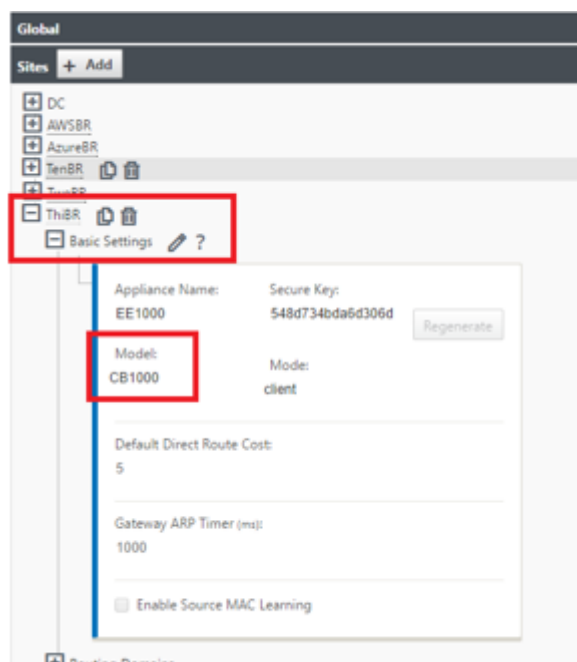 Global
Sites + Add
DC
AWSBR
AzureBR
TenBR
ThiBR
Basic Settings ?
Appliance Name: Secure Key:
EE1000 548d734bda6d306d Regenerate
Model: Mode:
CB1000 client
Default Direct Route Cost:
5
Gateway ARP Timer (ms):
1000
Enable Source MAC Learning